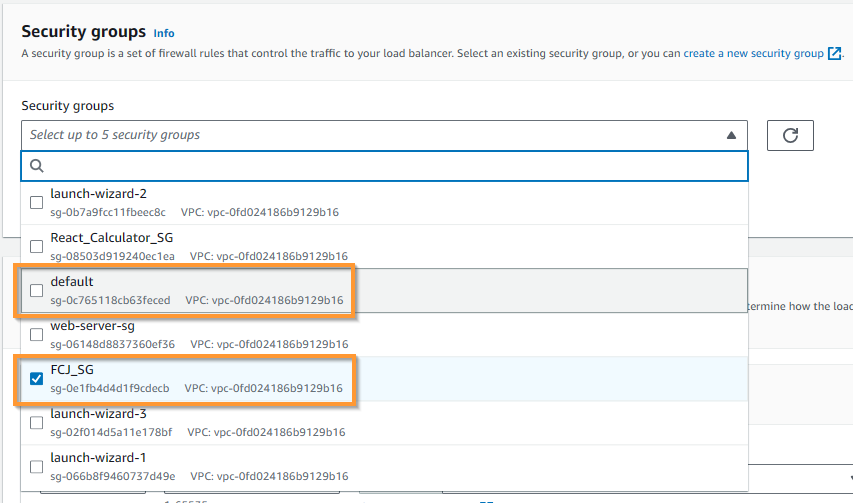 Security groups Info
A security group is a set of firewall rules that control the traffic to your load balancer. Select an existing security group, or you can create a new security group.
Security groups
Select up to 5 security groups
launch-wizard-2
sg-0b7a9fcc11fbeec8c VPC: vpc-0fd024186b9129b16
React_Calculator_SG
sg-08503d919240ec1ea VPC: vpc-0fd024186b9129b16
default
sg-0c765118cb63feced VPC: vpc-0fd024186b9129b16
termine how the load
web-server-sg
sg-06148d8837360ef36 VPC: vpc-0fd024186b9129b16
FCJ_SG
sg-0e1fb4d4d1f9cdecb VPC: vpc-0fd024186b9129b16
launch-wizard-3
sg-02f014d5a11e178bf VPC: vpc-0fd024186b9129b16
launch-wizard-1
sg-066b8f9460737d49e VPC: vpc-0fd024186b9129b16